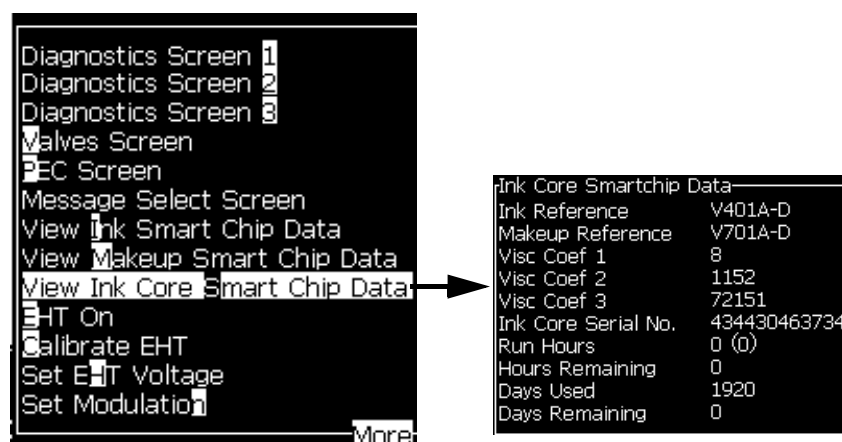 Diagnostics Screen 1
Diagnostics Screen 2
Diagnostics Screen 3
Valves Screen
PEC Screen
Message Select Screen
View Ink Smart Chip Data
View Makeup Smart Chip Data
View Ink Core Smart Chip Data
EHT On
Calibrate EHT
Set EHT Voltage
Set Modulation
More
Ink Core Smartchip Data
Ink Reference V401A-D
Makeup Reference V701A-D
Visc Coef 1 8
Visc Coef 2 1152
Visc Coef 3 72151
Ink Core Serial No. 434430463734
Run Hours 0 (0)
Hours Remaining 0
Days Used 1920
Days Remaining 0